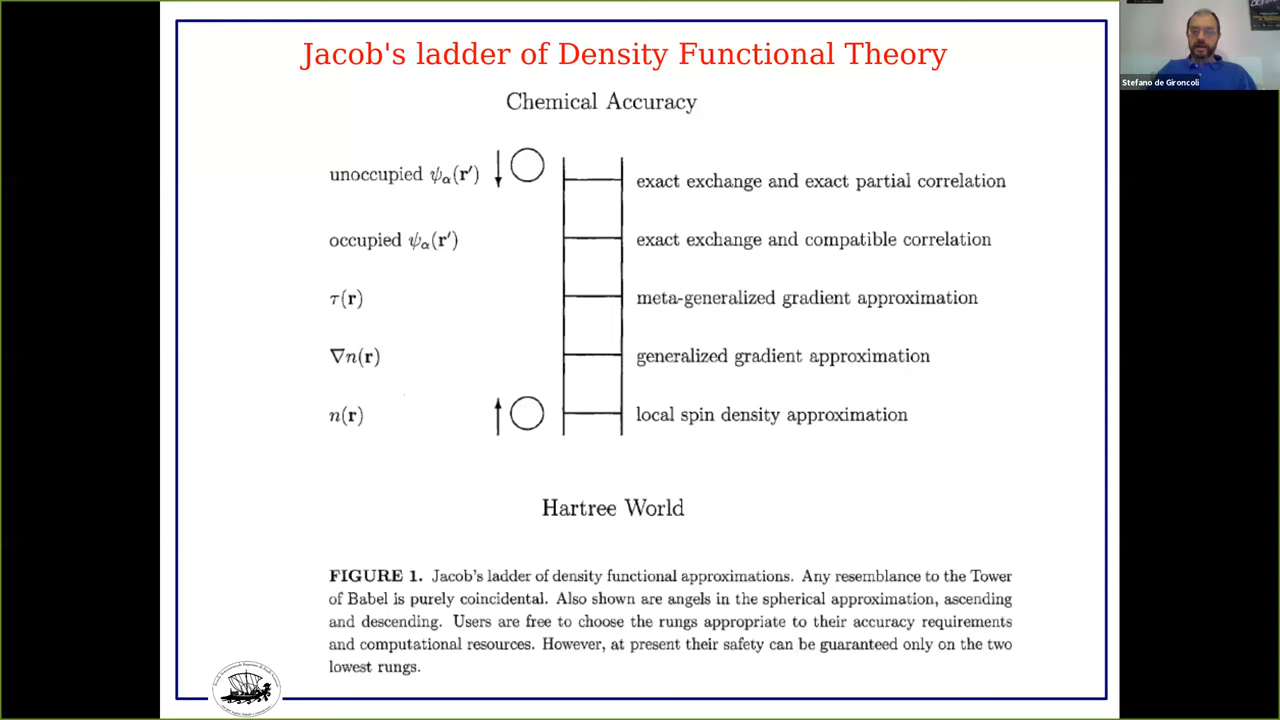 Jacob's ladder of Density Functional Theory
Stefano de Gironcoli
Chemical Accuracy
unoccupied ψα(r′)
exact exchange and exact partial correlation
occupied ψα(r′)
exact exchange and compatible correlation
τ(r)
meta-generalized gradient approximation
∇n(r)
generalized gradient approximation
n(r)
local spin density approximation
Hartree World
FIGURE 1. Jacob's ladder of density functional approximations. Any resemblance to the Tower
of Babel is purely coincidental. Also shown are angels in the spherical approximation, ascending
and descending. Users are free to choose the rungs appropriate to their accuracy requirements
and computational resources. However, at present their safety can be guaranteed only on the two
lowest rungs.